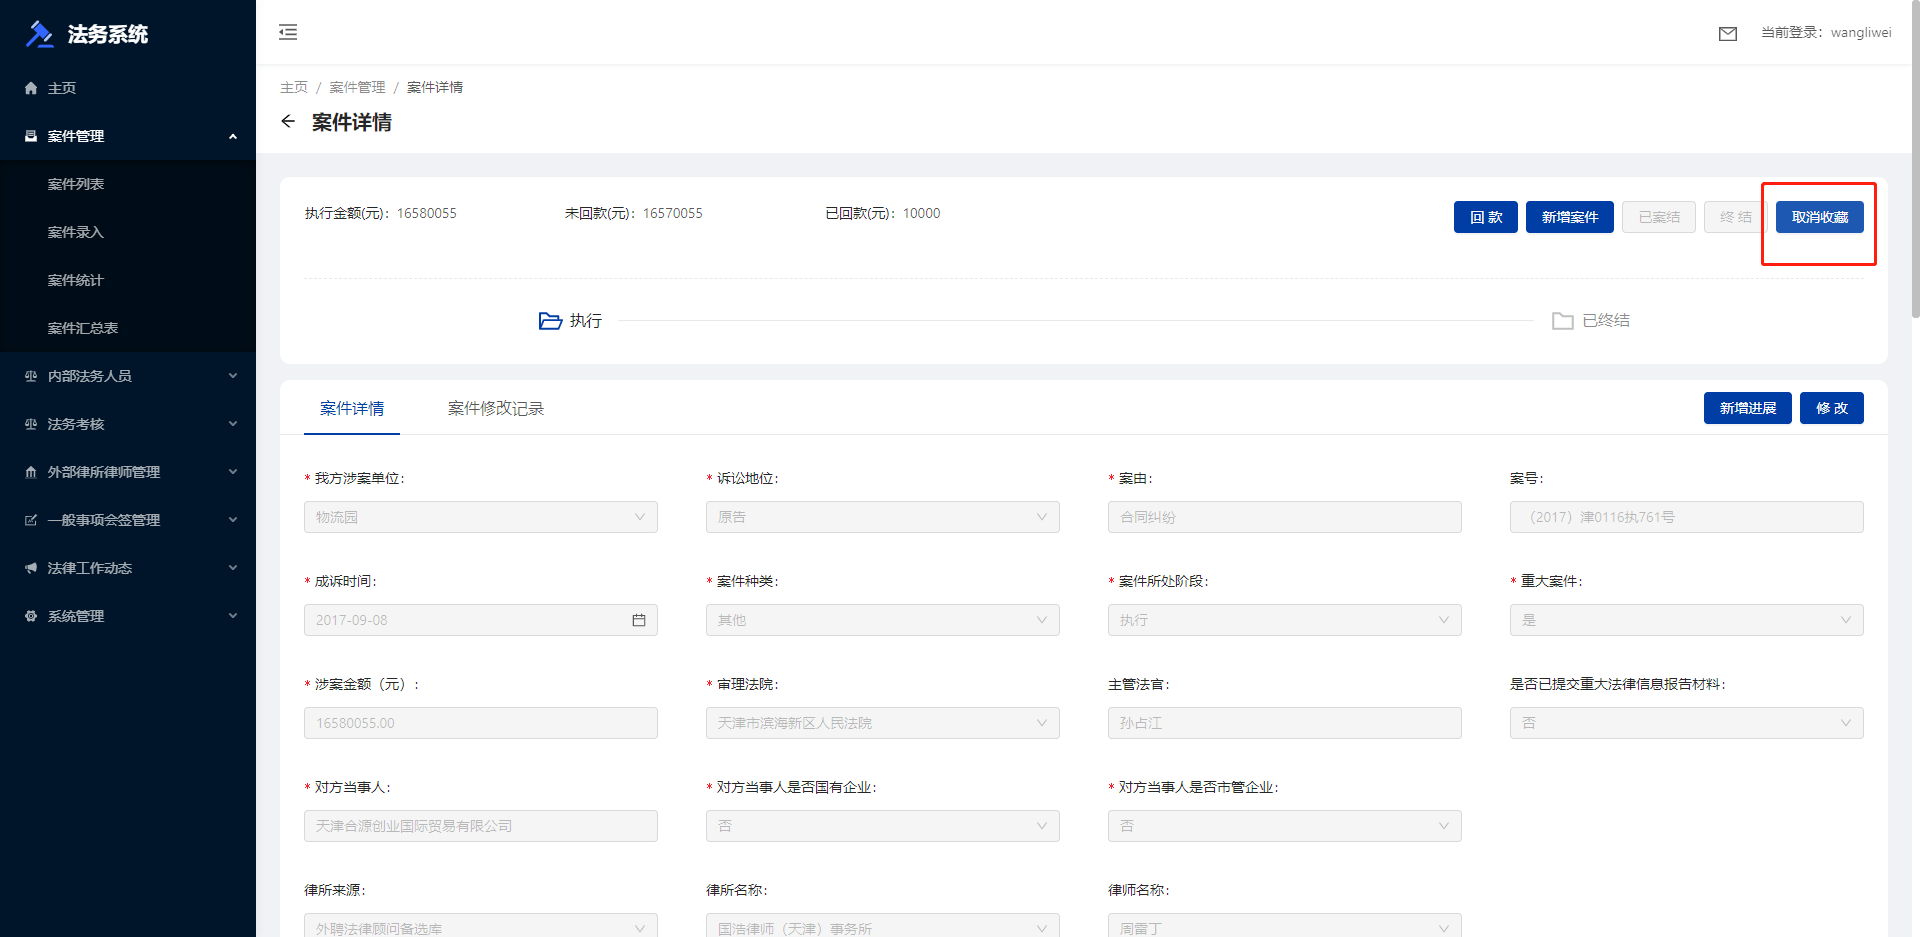 法务系统
主页
案件管理
案件列表
案件录入
案件统计
案件汇总表
内部法务人员
法务考核
外部律所律师管理
一般事项会签管理
法律工作动态
系统管理
当前登录：wangliwei
主页 / 案件管理 / 案件详情
案件详情
执行金额(元)：16580055 未回款(元)：16570055 已回款(元)：10000
回 款 新增案件 已案结 终 结 取消收藏
执行 已终结
案件详情 案件修改记录 新增进展 修 改
* 我方涉案单位： * 诉讼地位： * 案由： 案号：
物流园 原告 合同纠纷 （2017）津0116执761号
* 成诉时间： * 案件种类： * 案件所处阶段： * 重大案件：
2017-09-08 其他 执行 是
* 涉案金额（元）： * 审理法院： 主管法官： 是否已提交重大法律信息报告材料：
16580055.00 天津市滨海新区人民法院 孙占江 否
* 对方当事人： * 对方当事人是否国有企业： * 对方当事人是否市管企业：
天津合源创业国际贸易有限公司 否 否
律所来源： 律所名称： 律师名称：
外聘法律顾问备选库 国浩律师（天津）事务所 周雷丁